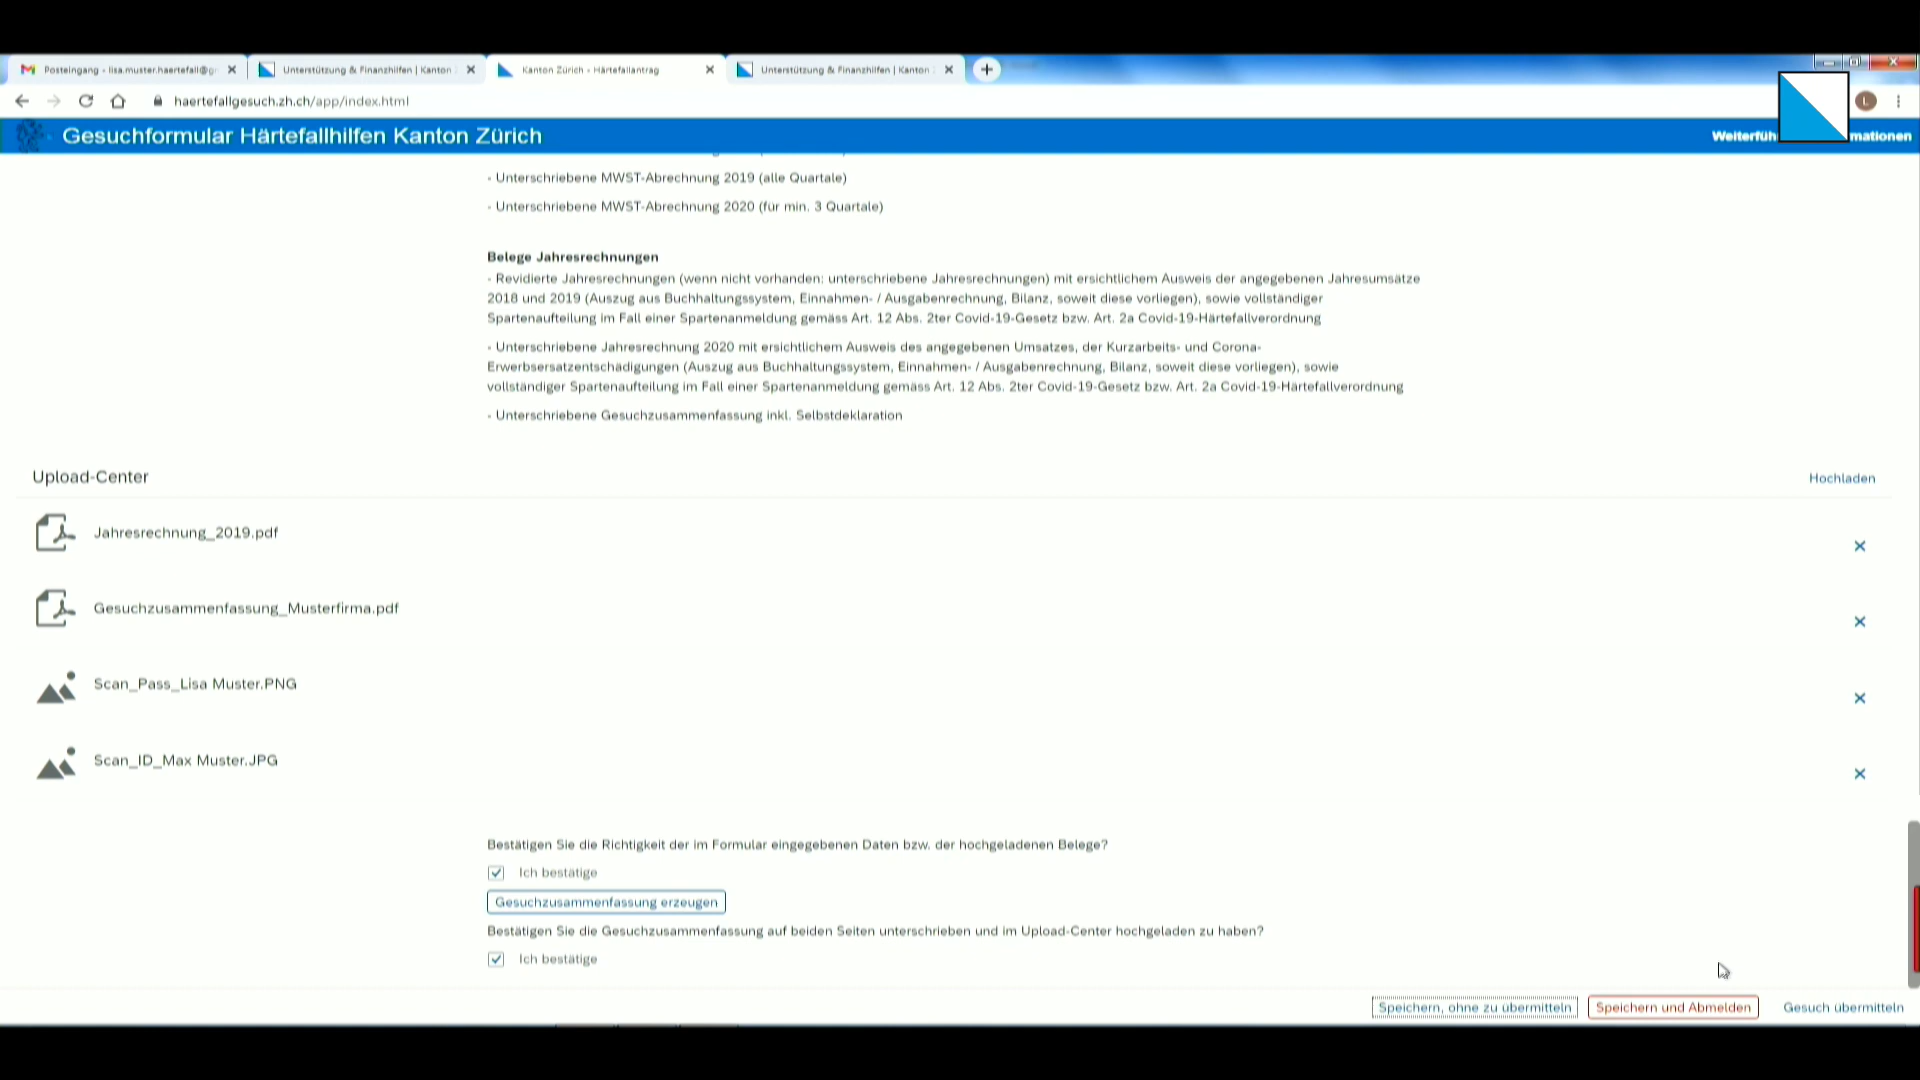 Posteingang - lisa.muster.haertefall@g
Unterstützung & Finanzhilfen | Kanton
Kanton Zürich - Härtefallantrag
Unterstützung & Finanzhilfen | Kanton
haertefallgesuch.zh.ch/app/index.html
L
Gesuchformular Härtefallhilfen Kanton Zürich
Weiterfüh mationen
- Unterschriebene MWST-Abrechnung 2019 (alle Quartale)
- Unterschriebene MWST-Abrechnung 2020 (für min. 3 Quartale)
Belege Jahresrechnungen
- Revidierte Jahresrechnungen (wenn nicht vorhanden: unterschriebene Jahresrechnungen) mit ersichtlichem Ausweis der angegebenen Jahresumsätze
2018 und 2019 (Auszug aus Buchhaltungssystem, Einnahmen- / Ausgabenrechnung, Bilanz, soweit diese vorliegen), sowie vollständiger
Spartenaufteilung im Fall einer Spartenanmeldung gemäss Art. 12 Abs. 2ter Covid-19-Gesetz bzw. Art. 2a Covid-19-Härtefallverordnung
- Unterschriebene Jahresrechnung 2020 mit ersichtlichem Ausweis des angegebenen Umsatzes, der Kurzarbeits- und Corona-
Erwerbsersatzentschädigungen (Auszug aus Buchhaltungssystem, Einnahmen- / Ausgabenrechnung, Bilanz, soweit diese vorliegen), sowie
vollständiger Spartenaufteilung im Fall einer Spartenanmeldung gemäss Art. 12 Abs. 2ter Covid-19-Gesetz bzw. Art. 2a Covid-19-Härtefallverordnung
- Unterschriebene Gesuchzusammenfassung inkl. Selbstdeklaration
Upload-Center
Hochladen
Jahresrechnung_2019.pdf
Gesuchzusammenfassung_Musterfirma.pdf
Scan_Pass_Lisa Muster.PNG
Scan_ID_Max Muster.JPG
Bestätigen Sie die Richtigkeit der im Formular eingegebenen Daten bzw. der hochgeladenen Belege?
Ich bestätige
Gesuchzusammenfassung erzeugen
Bestätigen Sie die Gesuchzusammenfassung auf beiden Seiten unterschrieben und im Upload-Center hochgeladen zu haben?
Ich bestätige
Speichern, ohne zu übermitteln
Speichern und Abmelden
Gesuch übermitteln